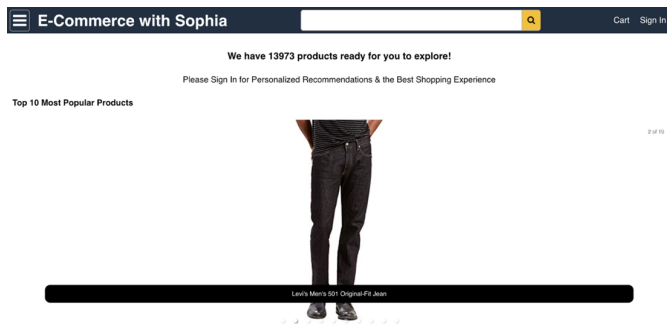 E-Commerce with Sophia
Cart Sign In
We have 13973 products ready for you to explore!
Please Sign In for Personalized Recommendations & the Best Shopping Experience
Top 10 Most Popular Products
2 of 10
Levi's Men's 501 Original-Fit Jean